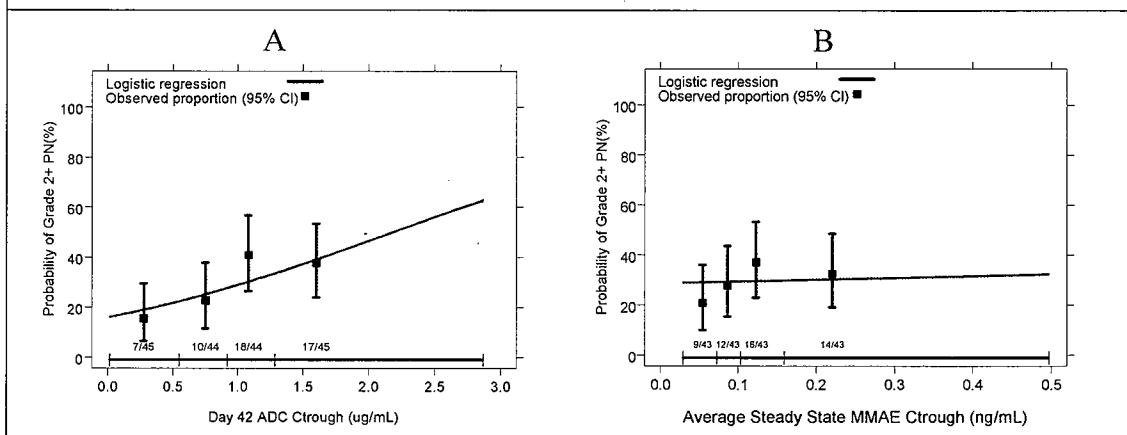 A
Logistic regression
Observed proportion (95% CI)
Probability of Grade 2+ PN(%)
100
80
60
40
20
0
7/45 10/44 18/44 17/45
0.0 0.5 1.0 1.5 2.0 2.5 3.0
Day 42 ADC Ctrough (ug/mL)
B
Logistic regression
Observed proportion (95% CI)
Probability of Grade 2+ PN(%)
100
80
60
40
20
0
9/43 12/43 16/43 14/43
0.0 0.1 0.2 0.3 0.4 0.5
Average Steady State MMAE Ctrough (ng/mL)